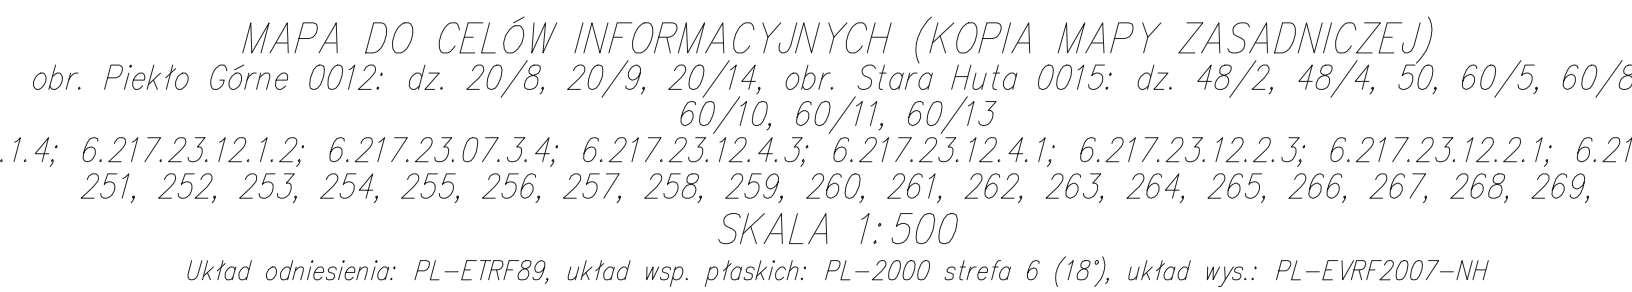 MAPA DO CELÓW INFORMACYJNYCH (KOPIA MAPY ZASADNICZEJ)
obr. Piekło Górne 0012: dz. 20/8, 20/9, 20/14, obr. Stara Huta 0015: dz. 48/2, 48/4, 50, 60/5, 60/8
60/10, 60/11, 60/13
.1.4; 6.217.23.12.1.2; 6.217.23.07.3.4; 6.217.23.12.4.3; 6.217.23.12.4.1; 6.217.23.12.2.3; 6.217.23.12.2.1; 6.21
251, 252, 253, 254, 255, 256, 257, 258, 259, 260, 261, 262, 263, 264, 265, 266, 267, 268, 269,
SKALA 1:500
Układ odniesienia: PL-ETRF89, układ wsp. płaskich: PL-2000 strefa 6 (18°), układ wys.: PL-EVRF2007-NH